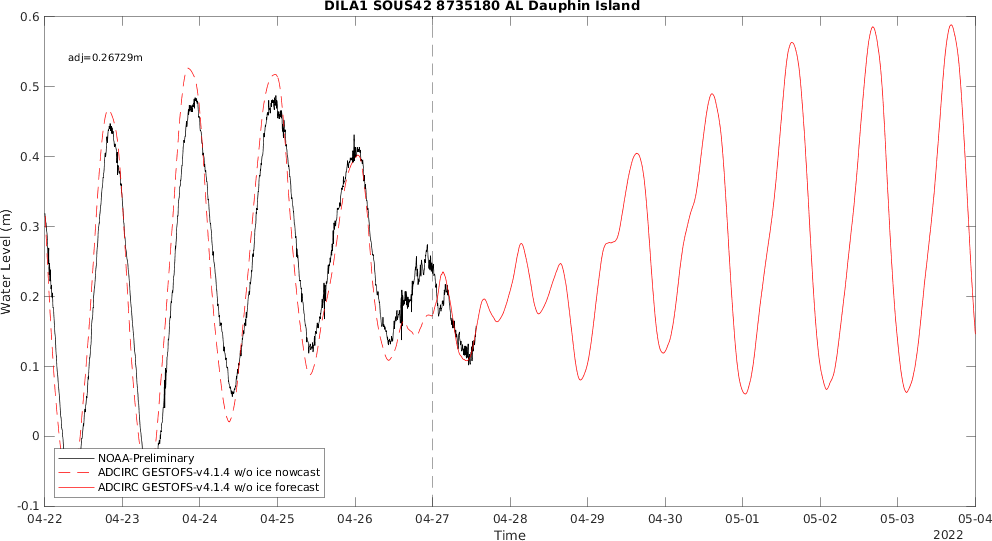 DILA1 SOUS42 8735180 AL Dauphin Island
adj=0.26729m
0.6
0.5
0.4
0.3
0.2
0.1
0
-0.1
Water Level (m)
NOAA-Preliminary
ADCIRC GESTOFS-v4.1.4 w/o ice nowcast
ADCIRC GESTOFS-v4.1.4 w/o ice forecast
04-22 04-23 04-24 04-25 04-26 04-27 04-28 04-29 04-30 05-01 05-02 05-03 05-04
Time
2022